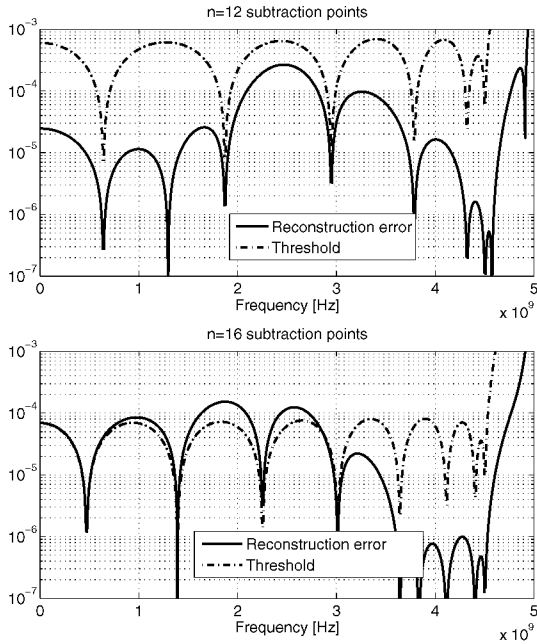 n=12 subtraction points
10^-3
10^-4
10^-5
10^-6
10^-7
Reconstruction error
Threshold
0 1 2 3 4 5
Frequency [Hz]
x 10^9
n=16 subtraction points
10^-3
10^-4
10^-5
10^-6
10^-7
Reconstruction error
Threshold
0 1 2 3 4 5
Frequency [Hz]
x 10^9